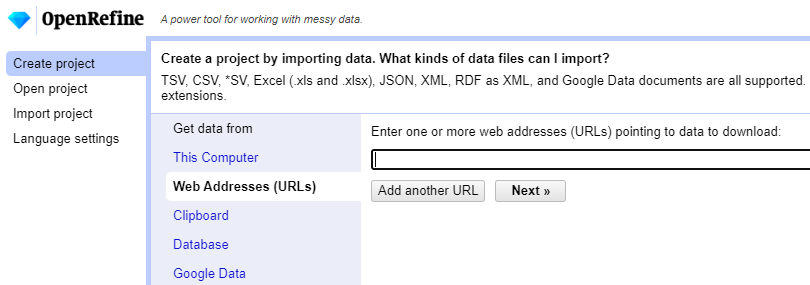 OpenRefine A power tool for working with messy data.
Create project
Open project
Import project
Language settings
Create a project by importing data. What kinds of data files can I import?
TSV, CSV, *SV, Excel (.xls and .xlsx), JSON, XML, RDF as XML, and Google Data documents are all supported.
extensions.
Get data from
This Computer
Web Addresses (URLs)
Clipboard
Database
Google Data
Enter one or more web addresses (URLs) pointing to data to download:
Add another URL Next »